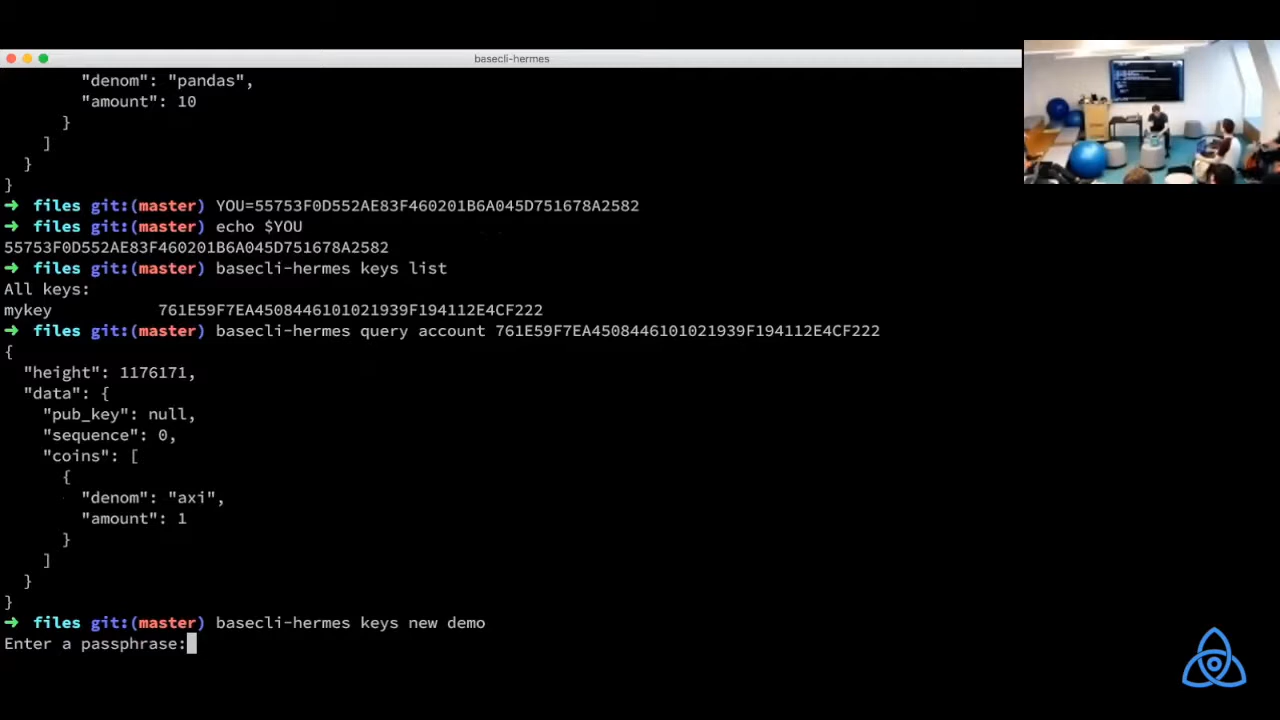 basecli-hermes
"denom": "pandas",
"amount": 10
}
]
}
}
➜ files git:(master) YOU=55753F0D552AE83F460201B6A045D751678A2582
➜ files git:(master) echo $YOU
55753F0D552AE83F460201B6A045D751678A2582
➜ files git:(master) basecli-hermes keys list
All keys:
mykey 761E59F7EA4508446101021939F194112E4CF222
➜ files git:(master) basecli-hermes query account 761E59F7EA4508446101021939F194112E4CF222
{
"height": 1176171,
"data": {
"pub_key": null,
"sequence": 0,
"coins": [
{
"denom": "axi",
"amount": 1
}
]
}
}
➜ files git:(master) basecli-hermes keys new demo
Enter a passphrase: